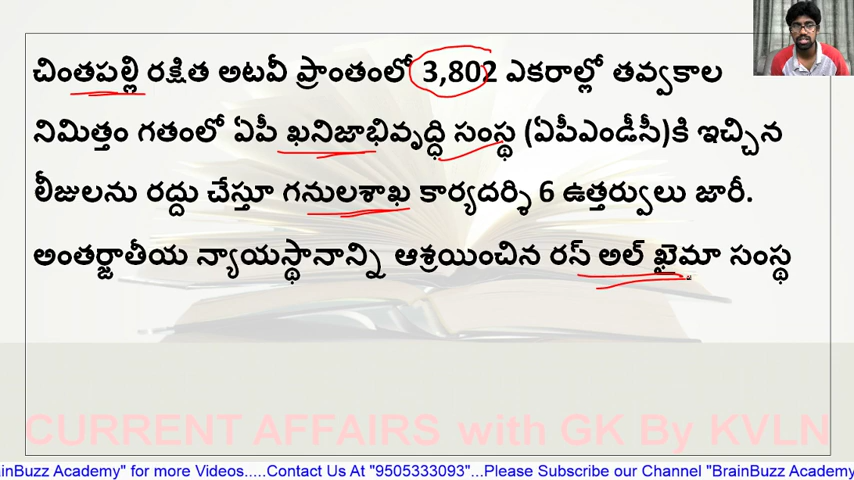 చింతపల్లి రక్షిత అటవీ ప్రాంతంలో 3,802 ఎకరాల్లో తవ్వకాల
నిమిత్తం గతంలో ఏపీ ఖనిజాభివృద్ధి సంస్థ (ఏపీఎండీసీ)కి ఇచ్చిన
లీజులను రద్దు చేస్తూ గనులశాఖ కార్యదర్శి 6 ఉత్తర్వులు జారీ.
అంతర్జాతీయ న్యాయస్థానాన్ని ఆశ్రయించిన రస్ అల్ ఖైమా సంస్థ
CURRENT AFFAIRS with GK By KVLN
ainBuzz Academy" for more Videos.....Contact Us At "9505333093"...Please Subscribe our Channel "BrainBuzz Academy